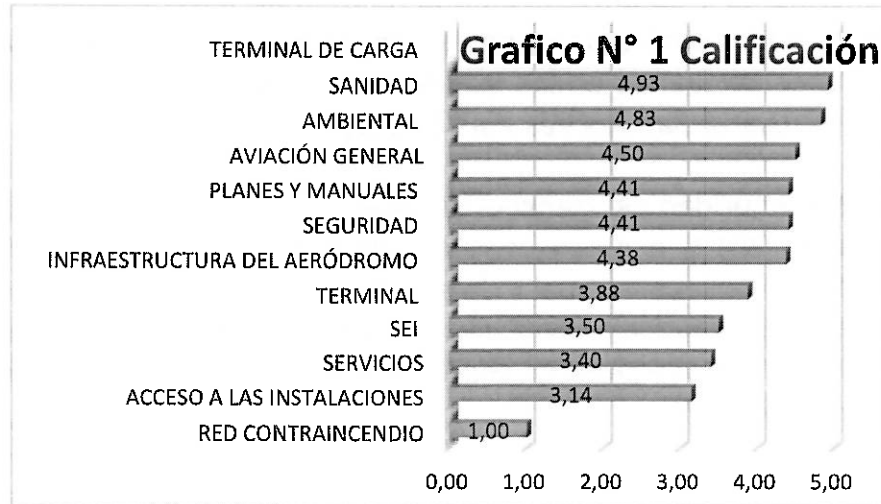 TERMINAL DE CARGA Grafico N° 1 Calificación
SANIDAD 4,93
AMBIENTAL 4,83
AVIACIÓN GENERAL 4,50
PLANES Y MANUALES 4,41
SEGURIDAD 4,41
INFRAESTRUCTURA DEL AERÓDROMO 4,38
TERMINAL 3,88
SEI 3,50
SERVICIOS 3,40
ACCESO A LAS INSTALACIONES 3,14
RED CONTRAINCENDIO 1,00
0,00 1,00 2,00 3,00 4,00 5,00